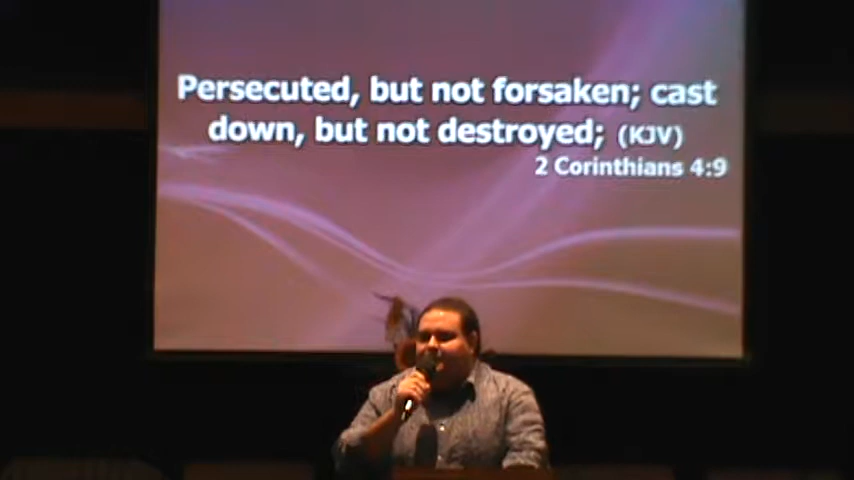 Persecuted, but not forsaken; cast
down, but not destroyed; (KJV)
2 Corinthians 4:9